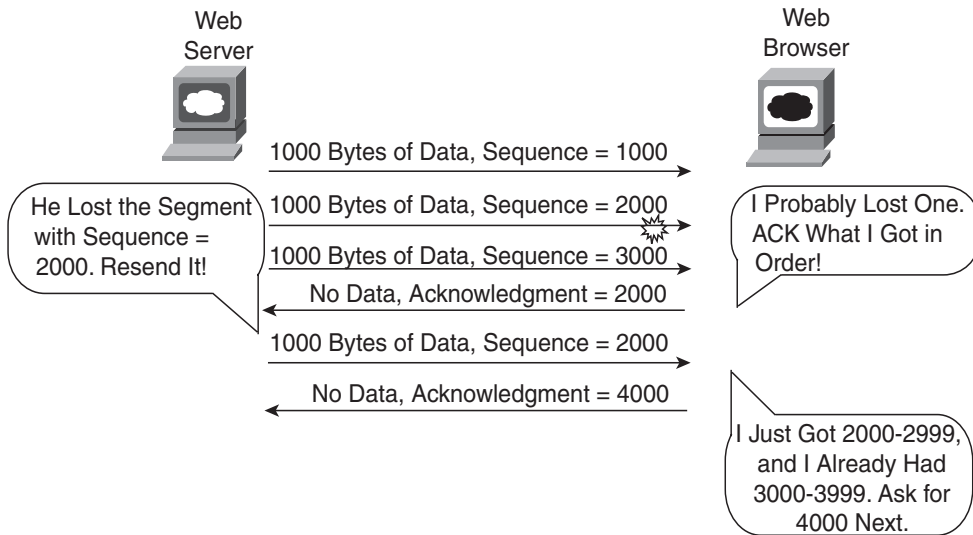 Web
Server
Web
Browser
1000 Bytes of Data, Sequence = 1000
He Lost the Segment
with Sequence =
2000. Resend It!
1000 Bytes of Data, Sequence = 2000
1000 Bytes of Data, Sequence = 3000
No Data, Acknowledgment = 2000
I Probably Lost One.
ACK What I Got in
Order!
1000 Bytes of Data, Sequence = 2000
No Data, Acknowledgment = 4000
I Just Got 2000-2999,
and I Already Had
3000-3999. Ask for
4000 Next.